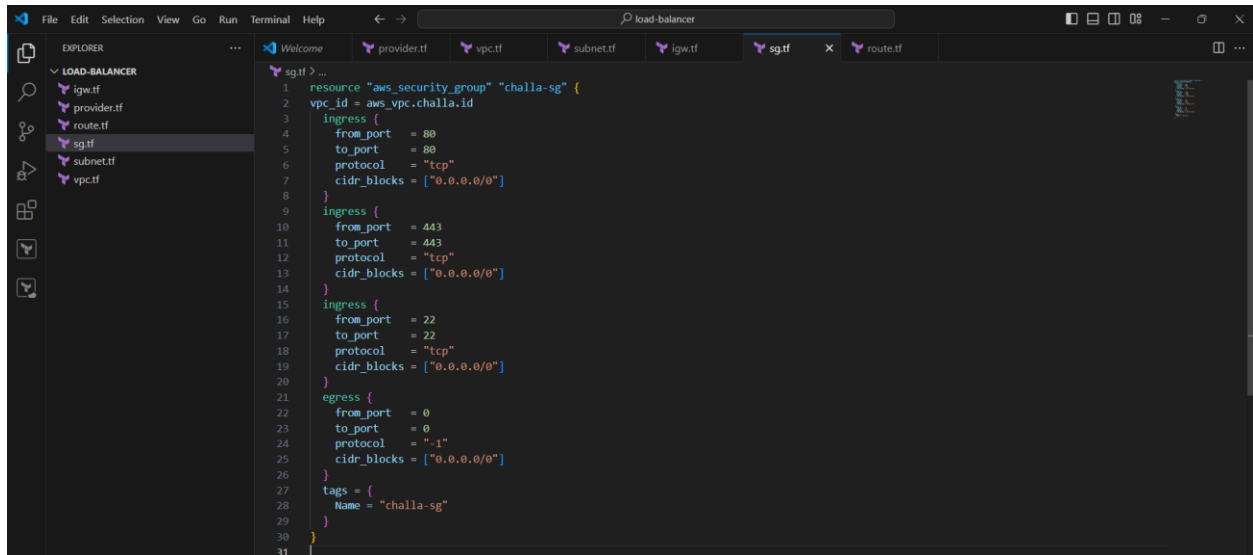 File Edit Selection View Go Run Terminal Help
load-balancer
EXPLORER
LOAD-BALANCER
igw.tf
provider.tf
route.tf
sg.tf
subnet.tf
vpc.tf
Welcome provider.tf vpc.tf subnet.tf igw.tf sg.tf route.tf
sg.tf > ...
1 resource "aws_security_group" "challa-sg" {
2 vpc_id = aws_vpc.challa.id
3 ingress {
4 from_port = 80
5 to_port = 80
6 protocol = "tcp"
7 cidr_blocks = ["0.0.0.0/0"]
8 }
9 ingress {
10 from_port = 443
11 to_port = 443
12 protocol = "tcp"
13 cidr_blocks = ["0.0.0.0/0"]
14 }
15 ingress {
16 from_port = 22
17 to_port = 22
18 protocol = "tcp"
19 cidr_blocks = ["0.0.0.0/0"]
20 }
21 egress {
22 from_port = 0
23 to_port = 0
24 protocol = "-1"
25 cidr_blocks = ["0.0.0.0/0"]
26 }
27 tags = {
28 Name = "challa-sg"
29 }
30 }
31